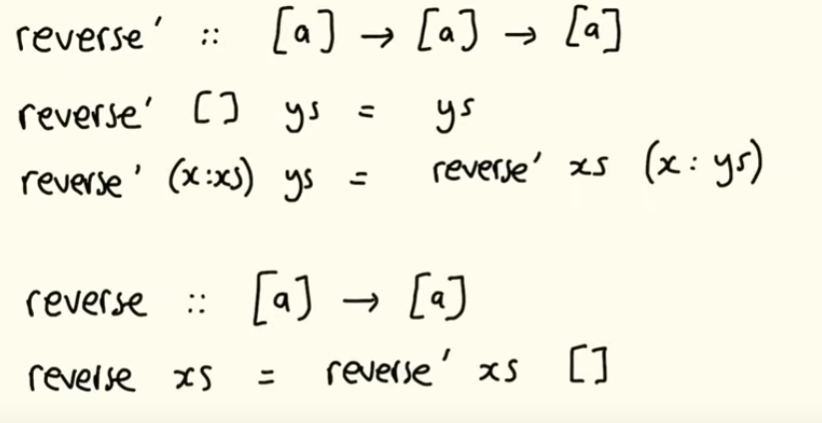 reverse' :: [a] → [a] → [a]
reverse' [] ys = ys
reverse' (x:xs) ys = reverse' xs (x: ys)
reverse :: [a] → [a]
reverse xs = reverse' xs []